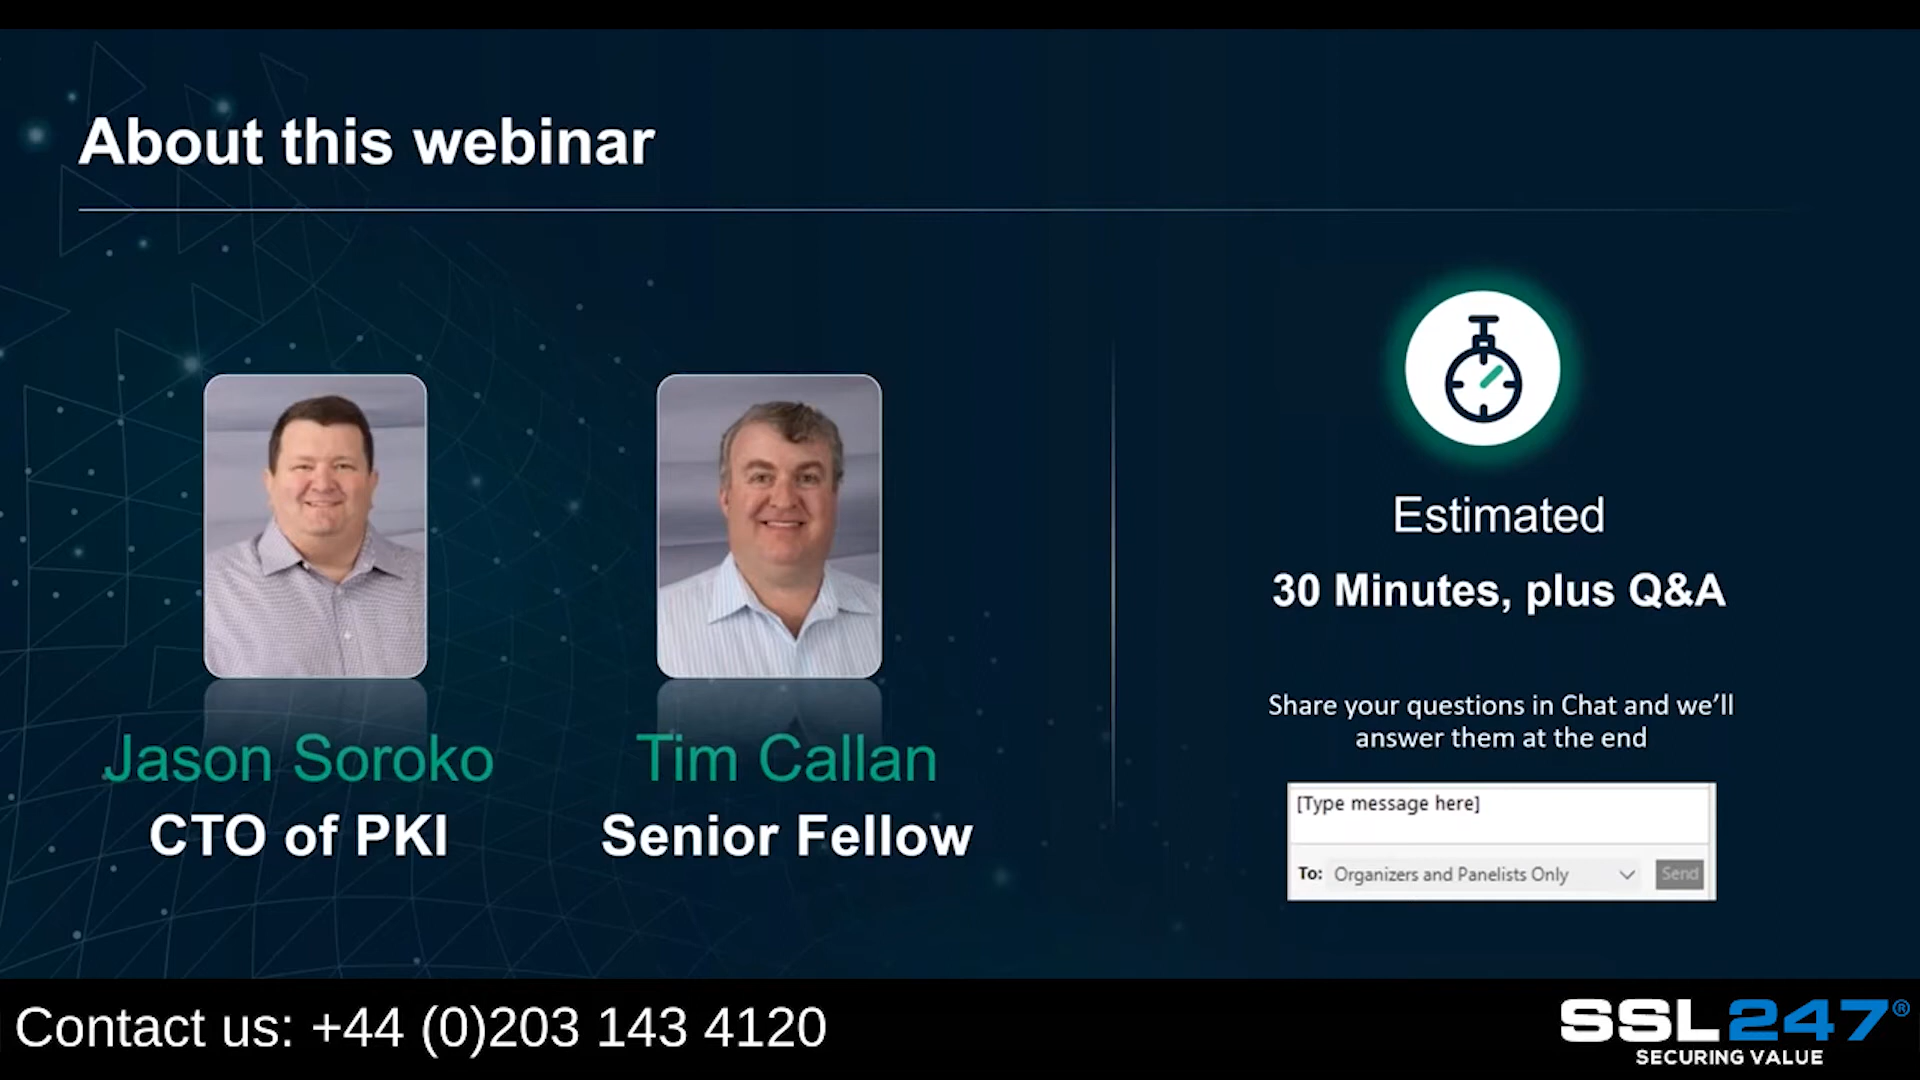 About this webinar
Jason Soroko
CTO of PKI
Tim Callan
Senior Fellow
Estimated
30 Minutes, plus Q&A
Share your questions in Chat and we’ll
answer them at the end
[Type message here]
To: Organizers and Panelists Only Send
Contact us: +44 (0)203 143 4120
SSL247®
SECURING VALUE